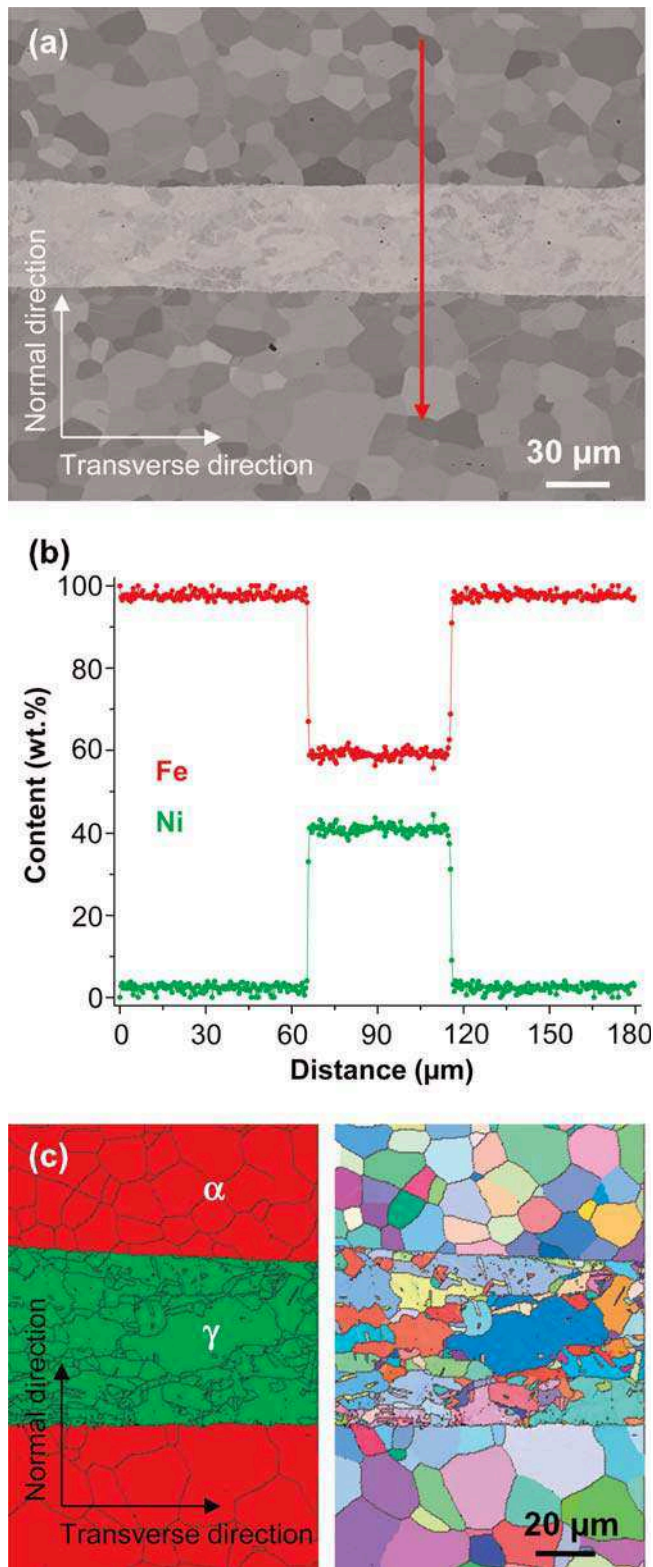 (a)
Normal direction
Transverse direction
30 µm
(b)
100
80
60
40
20
0
Content (wt.%)
Fe
Ni
0 30 60 90 120 150 180
Distance (µm)
(c)
α
γ
Normal direction
Transverse direction
20 µm